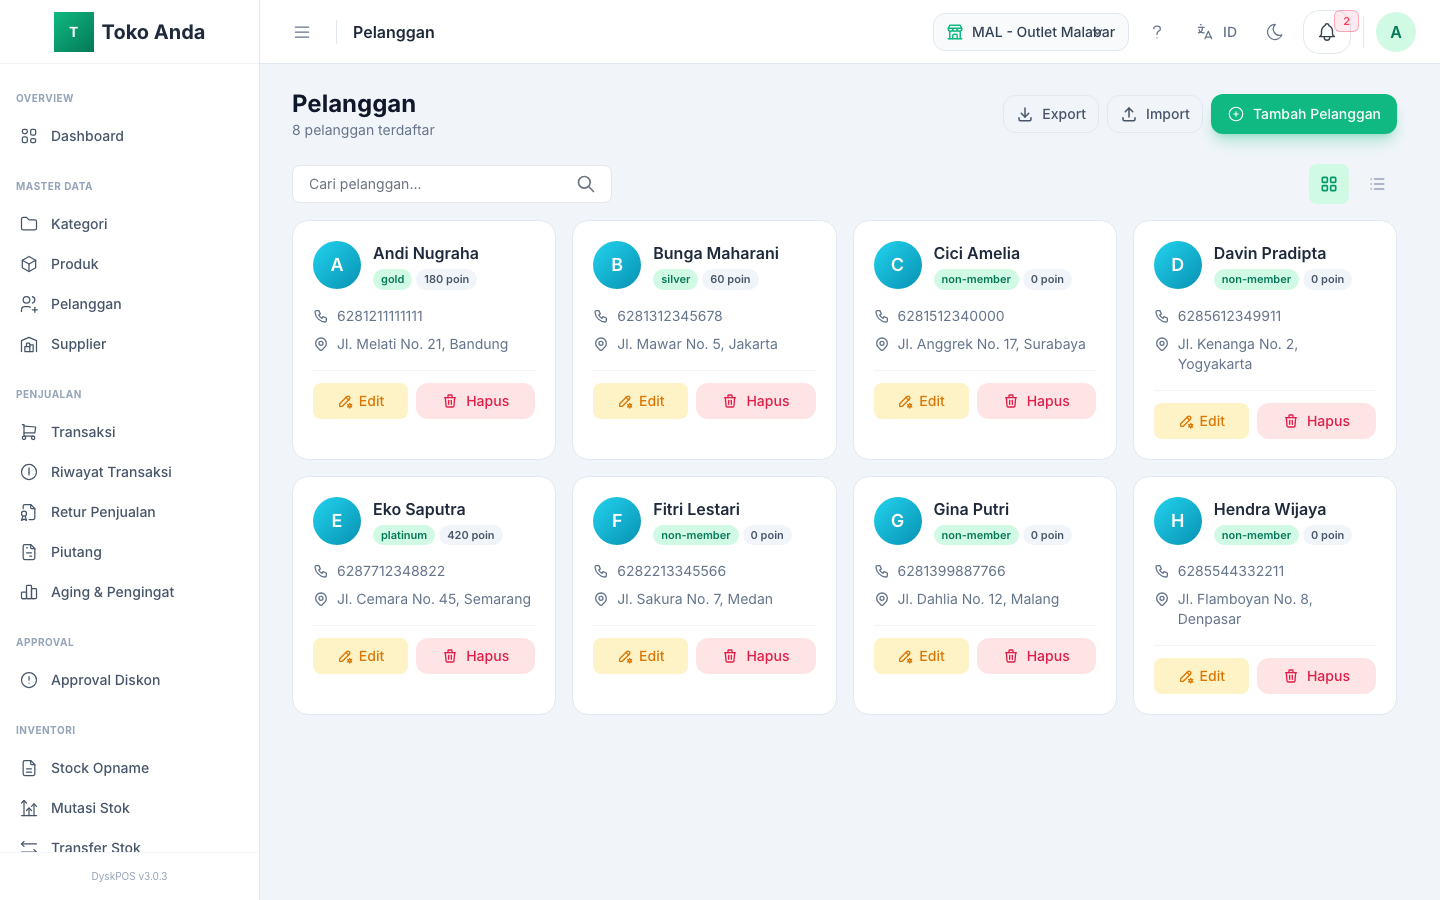 T
Toko Anda
Pelanggan
MAL - Outlet Malabar
?
ID
2
A
OVERVIEW
Dashboard
MASTER DATA
Kategori
Produk
Pelanggan
Supplier
PENJUALAN
Transaksi
Riwayat Transaksi
Retur Penjualan
Piutang
Aging & Pengingat
APPROVAL
Approval Diskon
INVENTORI
Stock Opname
Mutasi Stok
Transfer Stok
DyskPOS v3.0.3
Pelanggan
8 pelanggan terdaftar
Export
Import
Tambah Pelanggan
Cari pelanggan...
A
Andi Nugraha
gold 180 poin
6281211111111
Jl. Melati No. 21, Bandung
Edit
Hapus
B
Bunga Maharani
silver 60 poin
6281312345678
Jl. Mawar No. 5, Jakarta
Edit
Hapus
C
Cici Amelia
non-member 0 poin
6281512340000
Jl. Anggrek No. 17, Surabaya
Edit
Hapus
D
Davin Pradipta
non-member 0 poin
6285612349911
Jl. Kenanga No. 2,
Yogyakarta
Edit
Hapus
E
Eko Saputra
platinum 420 poin
6287712348822
Jl. Cemara No. 45, Semarang
Edit
Hapus
F
Fitri Lestari
non-member 0 poin
6282213345566
Jl. Sakura No. 7, Medan
Edit
Hapus
G
Gina Putri
non-member 0 poin
6281399887766
Jl. Dahlia No. 12, Malang
Edit
Hapus
H
Hendra Wijaya
non-member 0 poin
6285544332211
Jl. Flamboyan No. 8,
Denpasar
Edit
Hapus